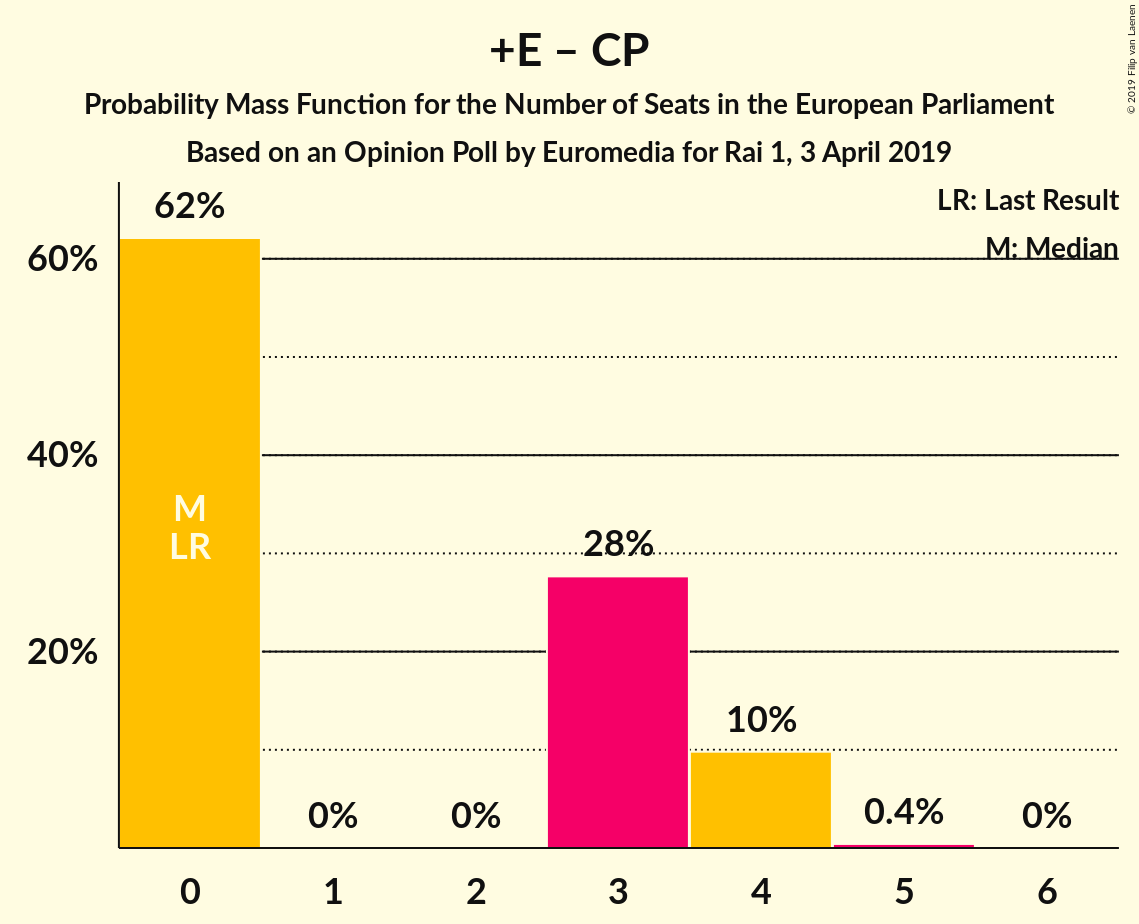 +E – CP
Probability Mass Function for the Number of Seats in the European Parliament
Based on an Opinion Poll by Euromedia for Rai 1, 3 April 2019
© 2019 Filip van Laenen
LR: Last Result
M: Median
62%
60%
40%
20%
M
LR
0%
0%
28%
10%
0.4%
0%
0 1 2 3 4 5 6